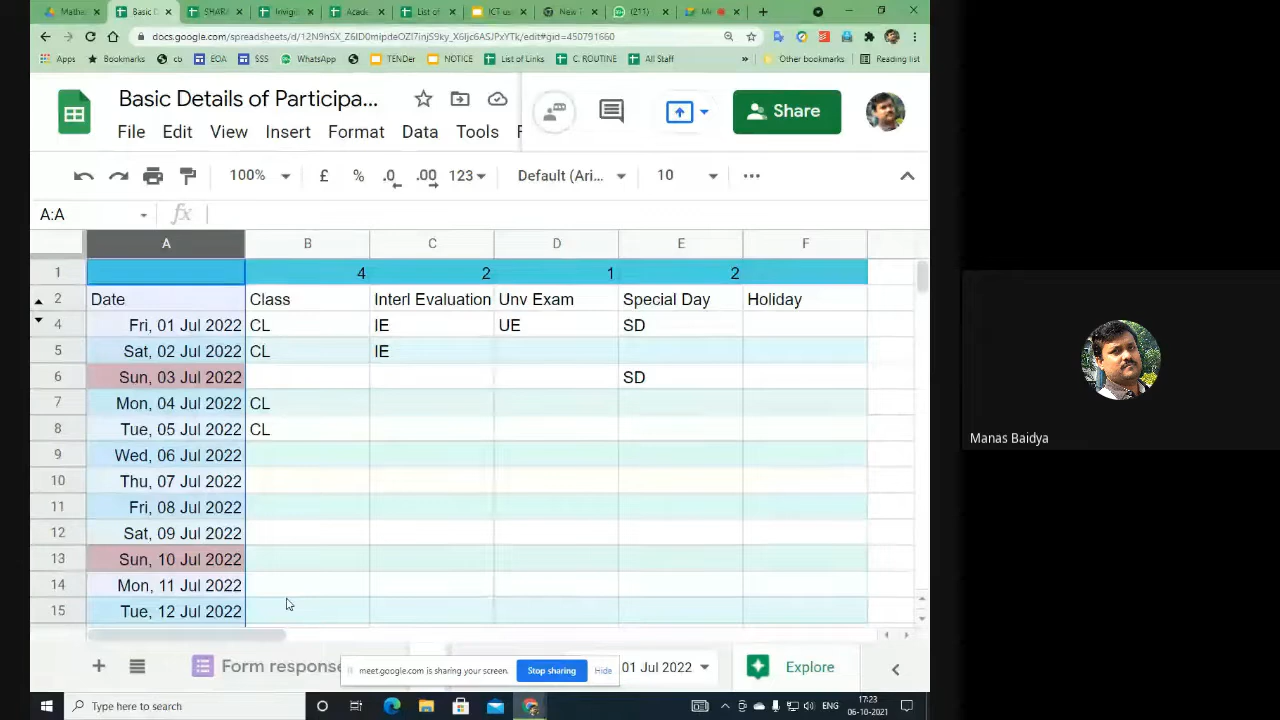 Mathe
Basic D
SHAR
Invigil
Acade
List of
ICT us
New T
(211)
M
docs.google.com/spreadsheets/d/12N9hSX_Z6ID0mipdeOZI7injS9ky_X6Ijc6ASJPxYTk/edit#gid=450791660
Apps Bookmarks cb EOA SSS WhatsApp TENDer NOTICE List of Links C. ROUTINE All Staff » Other bookmarks Reading list
Basic Details of Participa...
Share
File Edit View Insert Format Data Tools
100% £ % .0 .00 123 Default (Ari... 10 ...
A:A fx
A B C D E F
1 4 2 1 2
2 Date Class Interl Evaluation Unv Exam Special Day Holiday
4 Fri, 01 Jul 2022 CL IE UE SD
5 Sat, 02 Jul 2022 CL IE
6 Sun, 03 Jul 2022 SD
7 Mon, 04 Jul 2022 CL
8 Tue, 05 Jul 2022 CL
9 Wed, 06 Jul 2022
10 Thu, 07 Jul 2022
11 Fri, 08 Jul 2022
12 Sat, 09 Jul 2022
13 Sun, 10 Jul 2022
14 Mon, 11 Jul 2022
15 Tue, 12 Jul 2022
Manas Baidya
Form response
meet.google.com is sharing your screen. Stop sharing Hide
01 Jul 2022
Explore
Type here to search
ENG
17:23
06-10-2021